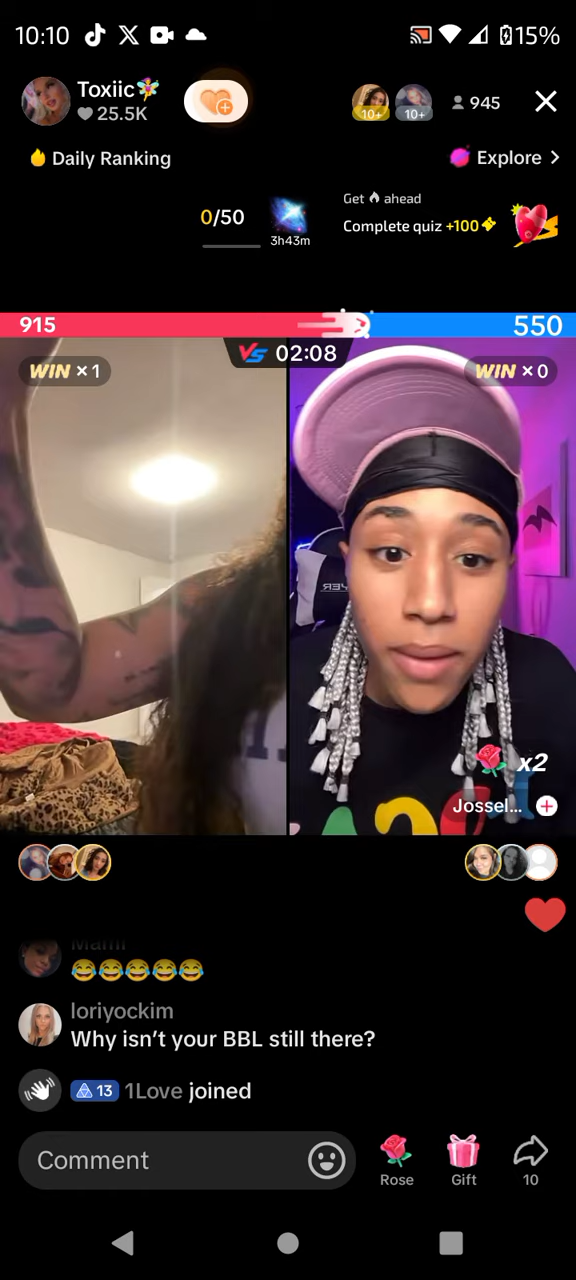 10:10
15%
Toxiic
25.5K
10+
10+
945
Daily Ranking
Explore >
0/50
3h43m
Get ahead
Complete quiz +100
915
550
VS 02:08
WIN × 1
WIN × 0
x2
Jossel...
Mami
😂😂😂😂😂
loriyockim
Why isn't your BBL still there?
13 1Love joined
Comment
Rose
Gift
10